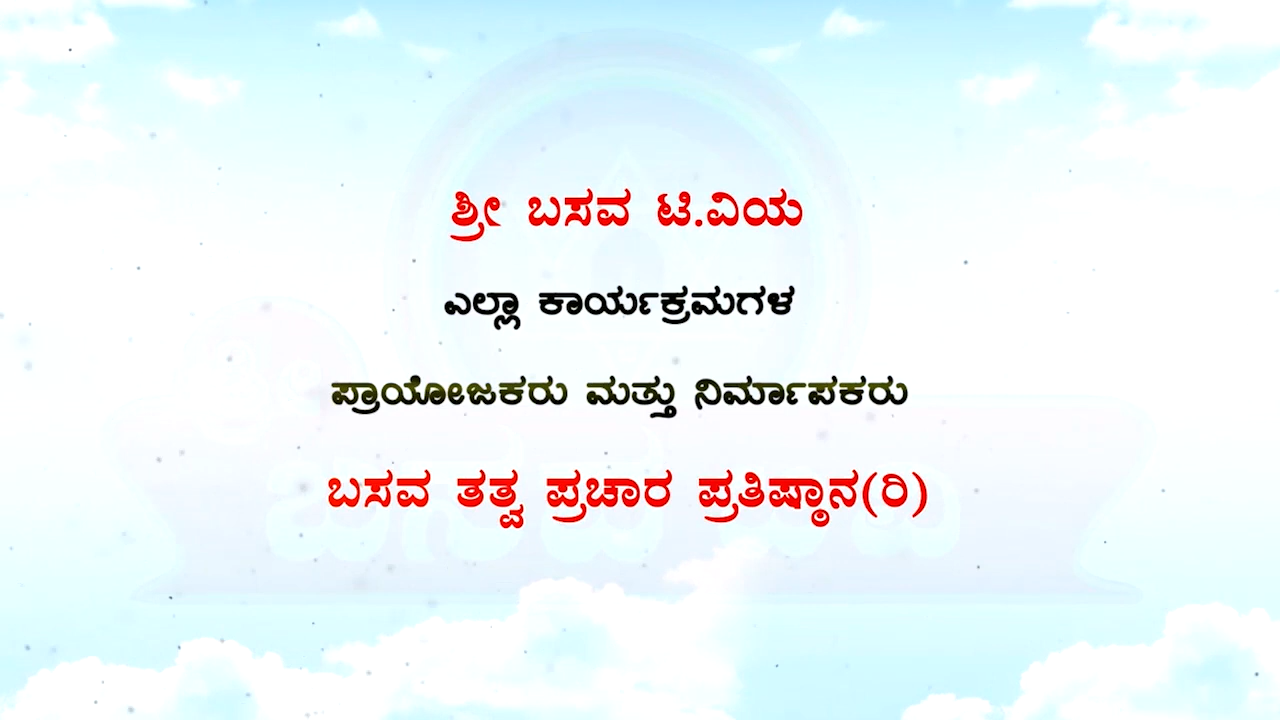 ಶ್ರೀ ಬಸವ ಟಿ.ವಿಯ
ಎಲ್ಲಾ ಕಾರ್ಯಕ್ರಮಗಳ
ಪ್ರಾಯೋಜಕರು ಮತ್ತು ನಿರ್ಮಾಪಕರು
ಬಸವ ತತ್ವ ಪ್ರಚಾರ ಪ್ರತಿಷ್ಠಾನ(ರಿ)